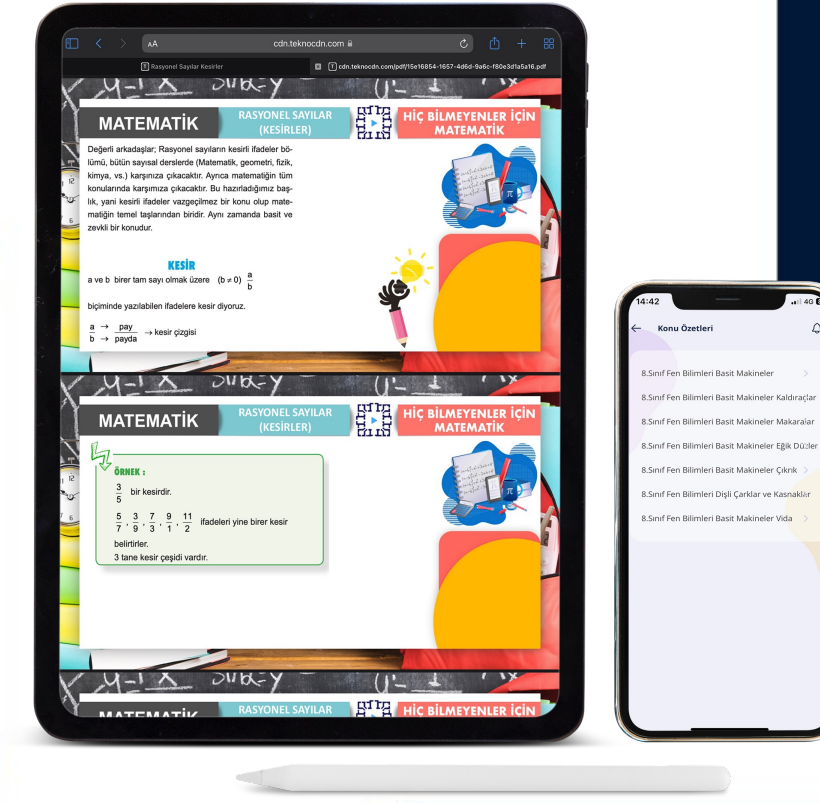 AA
cdn.teknocdn.com
T Rasyonel Sayılar Kesirler
T cdn.teknocdn.com/pdf/15e16854-1657-4d6d-9a6c-f80e3d1a5a16.pdf
MATEMATİK
RASYONEL SAYILAR
(KESİRLER)
HİÇ BİLMEYENLER İÇİN
MATEMATİK
Değerli arkadaşlar; Rasyonel sayıların kesirli ifadeler bö-
lümü, bütün sayısal derslerde (Matematik, geometri, fizik,
kimya, vs.) karşınıza çıkacaktır. Ayrıca matematiğin tüm
konularında karşımıza çıkacaktır. Bu hazırladığımız baş-
lık, yani kesirli ifadeler vazgeçilmez bir konu olup mate-
matiğin temel taşlarından biridir. Aynı zamanda basit ve
zevkli bir konudur.
KESİR
a ve b birer tam sayı olmak üzere (b ≠ 0) a/b
biçiminde yazılabilen ifadelere kesir diyoruz.
a → pay
b → payda → kesir çizgisi
MATEMATİK
RASYONEL SAYILAR
(KESİRLER)
HİÇ BİLMEYENLER İÇİN
MATEMATİK
ÖRNEK :
3/5 bir kesirdir.
5/7 , 3/9 , 7/3 , 9/1 , 11/2 ifadeleri yine birer kesir
belirtirler.
3 tane kesir çeşidi vardır.
MATEMATİK
RASYONEL SAYILAR
HİÇ BİLMEYENLER İÇİN
14:42
4G
Konu Özetleri
8.Sınıf Fen Bilimleri Basit Makineler
8.Sınıf Fen Bilimleri Basit Makineler Kaldıraçlar
8.Sınıf Fen Bilimleri Basit Makineler Makaralar
8.Sınıf Fen Bilimleri Basit Makineler Eğik Düzler
8.Sınıf Fen Bilimleri Basit Makineler Çıkrık
8.Sınıf Fen Bilimleri Dişli Çarklar ve Kasnaklar
8.Sınıf Fen Bilimleri Basit Makineler Vida